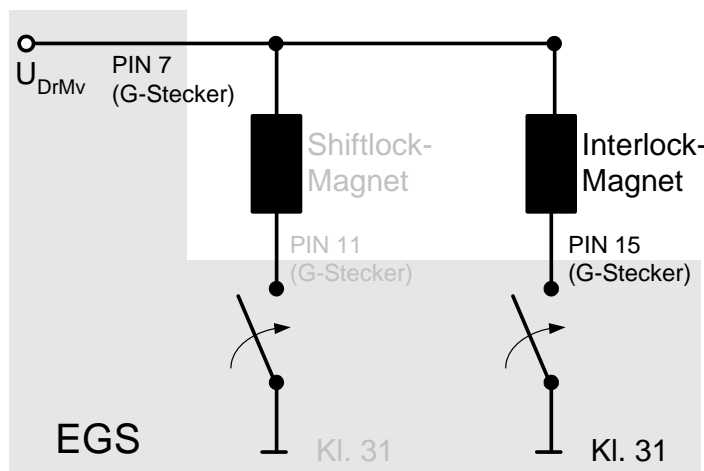 U DrMv
PIN 7
(G-Stecker)
Shiftlock-
Magnet
Interlock-
Magnet
PIN 11
(G-Stecker)
PIN 15
(G-Stecker)
EGS
Kl. 31
Kl. 31